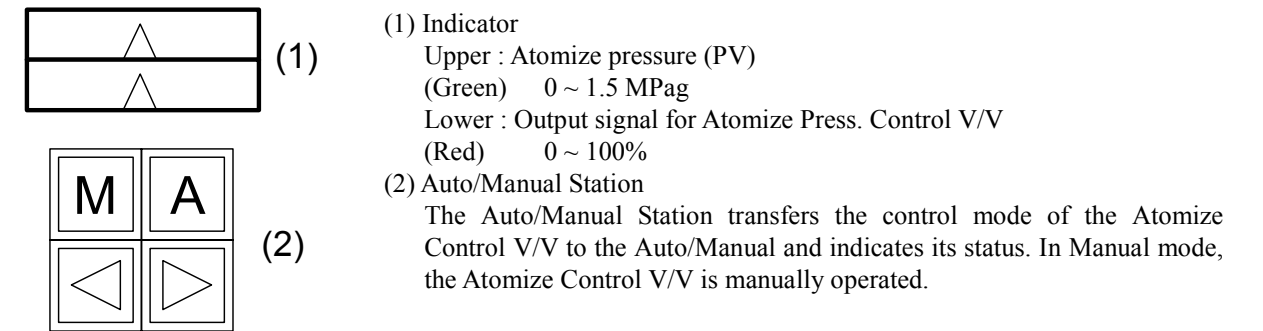 (1)
(1) Indicator
Upper : Atomize pressure (PV)
(Green) 0 ~ 1.5 MPag
Lower : Output signal for Atomize Press. Control V/V
(Red) 0 ~ 100%
M A
(2)
(2) Auto/Manual Station
The Auto/Manual Station transfers the control mode of the Atomize
Control V/V to the Auto/Manual and indicates its status. In Manual mode,
the Atomize Control V/V is manually operated.